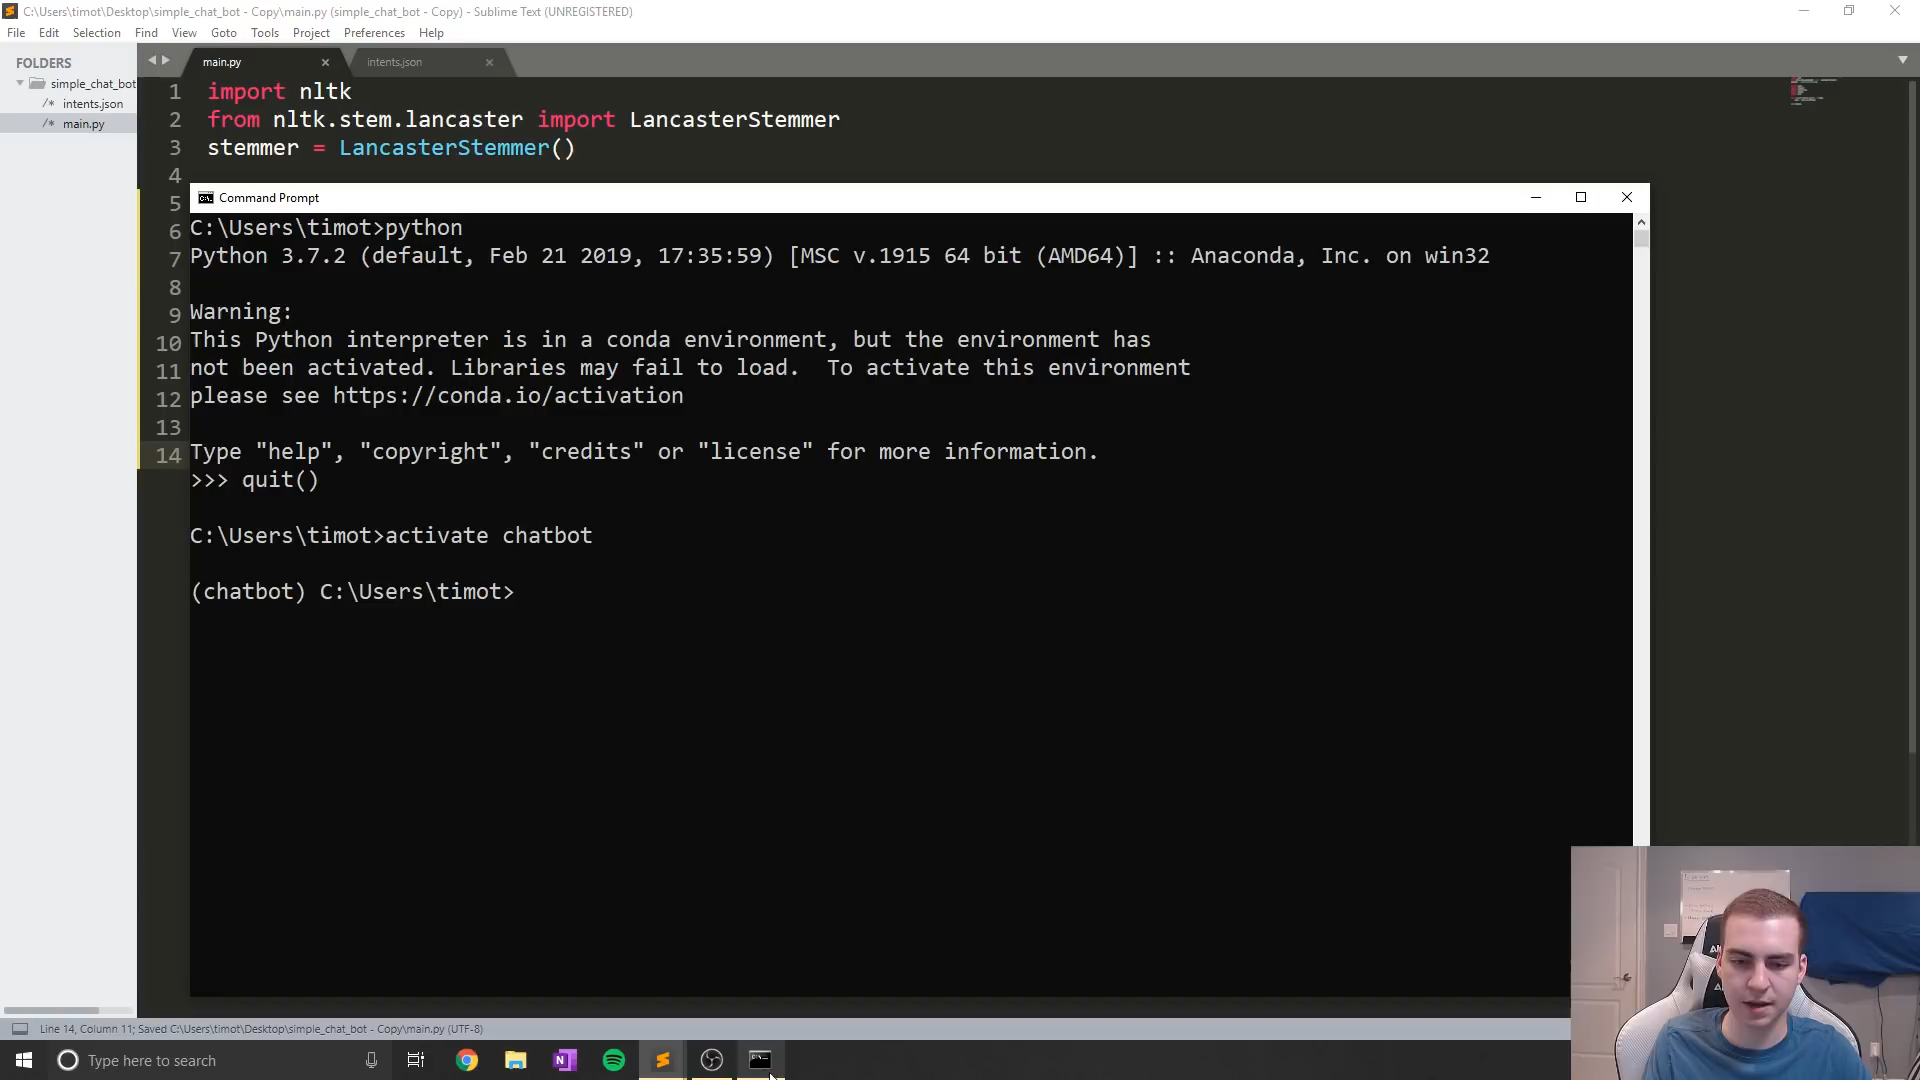 C:\Users\timot\Desktop\simple_chat_bot - Copy\main.py (simple_chat_bot - Copy) - Sublime Text (UNREGISTERED)
File Edit Selection Find View Goto Tools Project Preferences Help
FOLDERS
simple_chat_bot
/* intents.json
/* main.py
main.py
intents.json
1 import nltk
2 from nltk.stem.lancaster import LancasterStemmer
3 stemmer = LancasterStemmer()
4
5
6
7
8
9
10
11
12
13
14
Command Prompt
C:\Users\timot>python
Python 3.7.2 (default, Feb 21 2019, 17:35:59) [MSC v.1915 64 bit (AMD64)] :: Anaconda, Inc. on win32
Warning:
This Python interpreter is in a conda environment, but the environment has
not been activated. Libraries may fail to load.  To activate this environment
please see https://conda.io/activation
Type "help", "copyright", "credits" or "license" for more information.
>>> quit()
C:\Users\timot>activate chatbot
(chatbot) C:\Users\timot>
Line 14, Column 11; Saved C:\Users\timot\Desktop\simple_chat_bot - Copy\main.py (UTF-8)
Type here to search